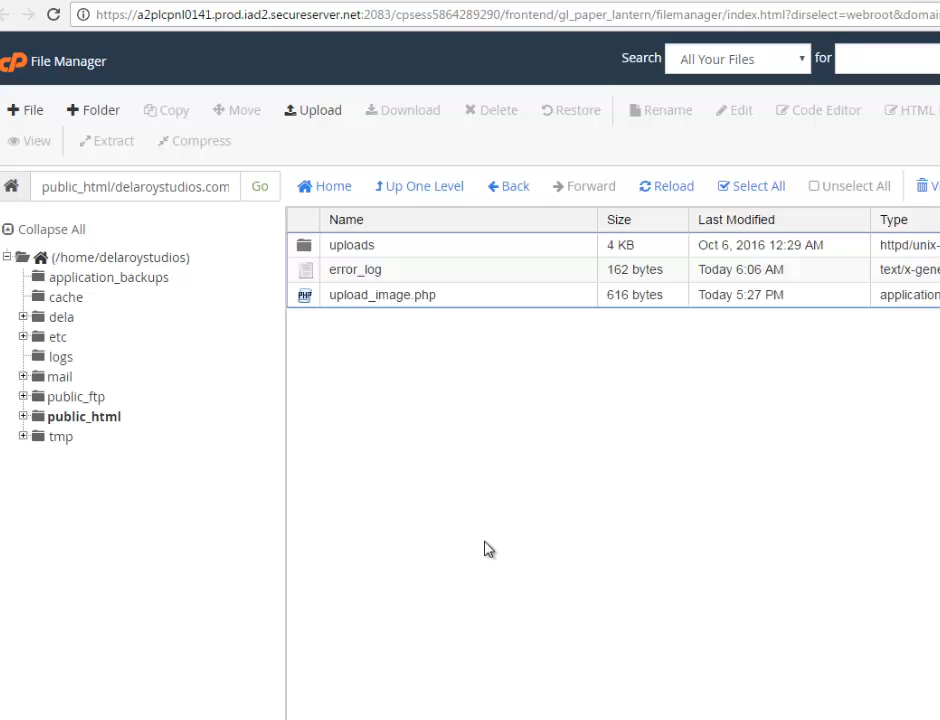 https://a2plcpnl0141.prod.iad2.secureserver.net:2083/cpsess5864289290/frontend/gl_paper_lantern/filemanager/index.html?dirselect=webroot&domai
cP File Manager
Search All Your Files for
File Folder Copy Move Upload Download Delete Restore Rename Edit Code Editor HTML
View Extract Compress
public_html/delaroystudios.com Go Home Up One Level Back Forward Reload Select All Unselect All Vi
Collapse All
Name Size Last Modified Type
uploads 4 KB Oct 6, 2016 12:29 AM httpd/unix-
error_log 162 bytes Today 6:06 AM text/x-gene
PHP upload_image.php 616 bytes Today 5:27 PM application
(/home/delaroystudios)
application_backups
cache
dela
etc
logs
mail
public_ftp
public_html
tmp